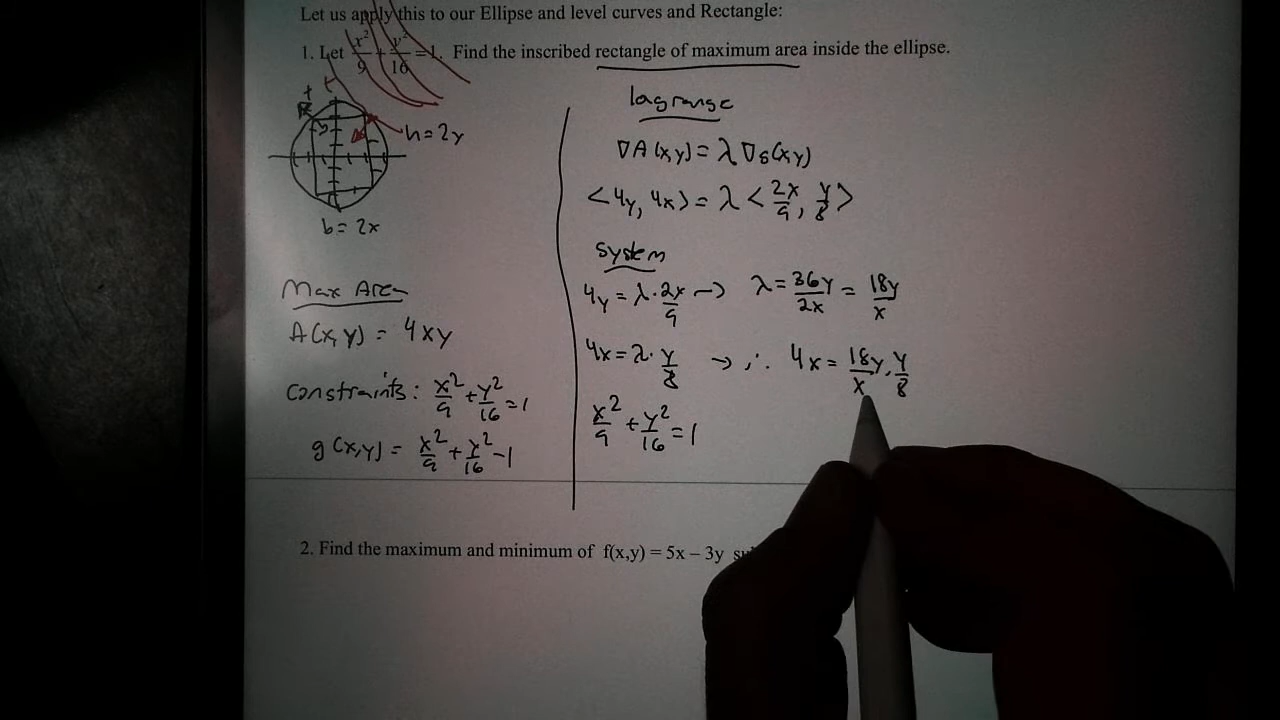 Let us apply this to our Ellipse and level curves and Rectangle:
1. Let x²/9 + y²/16 = 1. Find the inscribed rectangle of maximum area inside the ellipse.
h = 2y
b = 2x
Max Area
A(x,y) = 4xy
Constraints: x²/9 + y²/16 = 1
g(x,y) = x²/9 + y²/16 - 1
lagrange
∇A(x,y) = λ∇g(x,y)
<4y, 4x> = λ<2x/9, y/8>
System
4y = λ·2x/9 → λ = 36y/2x = 18y/x
4x = λ·y/8 → ∴ 4x = 18y/x · y/8
x²/9 + y²/16 = 1
2. Find the maximum and minimum of f(x,y) = 5x – 3y